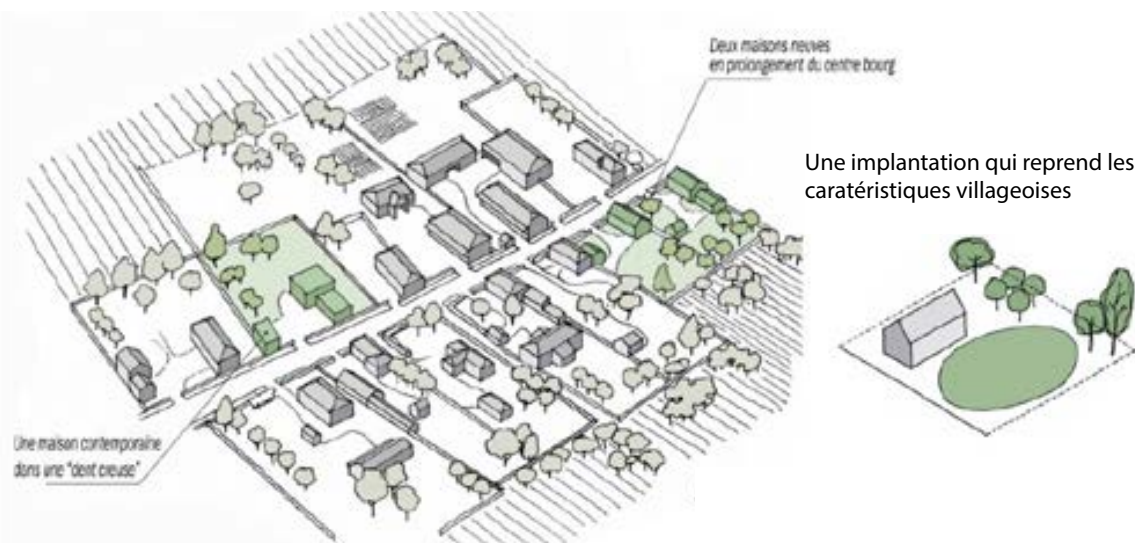 Deux maisons neuves
en prolongement du centre bourg
Une implantation qui reprend les
caratéristiques villageoises
Une maison contemporaine
dans une "dent creuse"